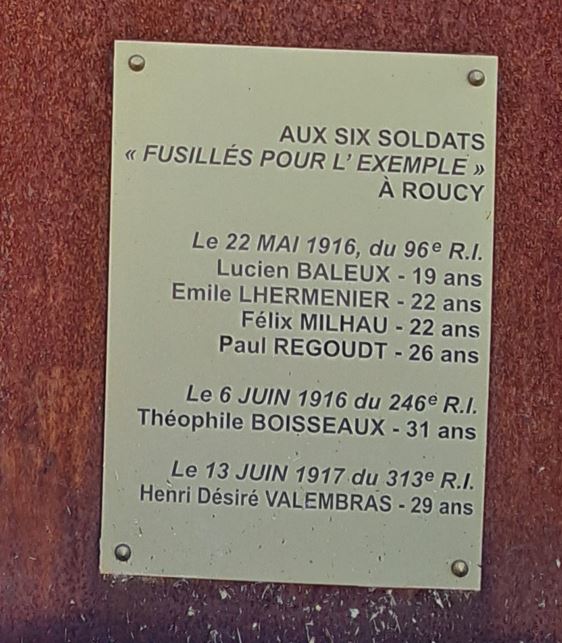 AUX SIX SOLDATS
« FUSILLÉS POUR L' EXEMPLE »
À ROUCY
Le 22 MAI 1916, du 96e R.I.
Lucien BALEUX - 19 ans
Emile LHERMENIER - 22 ans
Félix MILHAU - 22 ans
Paul REGOUDT - 26 ans
Le 6 JUIN 1916 du 246e R.I.
Théophile BOISSEAUX - 31 ans
Le 13 JUIN 1917 du 313e R.I.
Henri Désiré VALEMBRAS - 29 ans